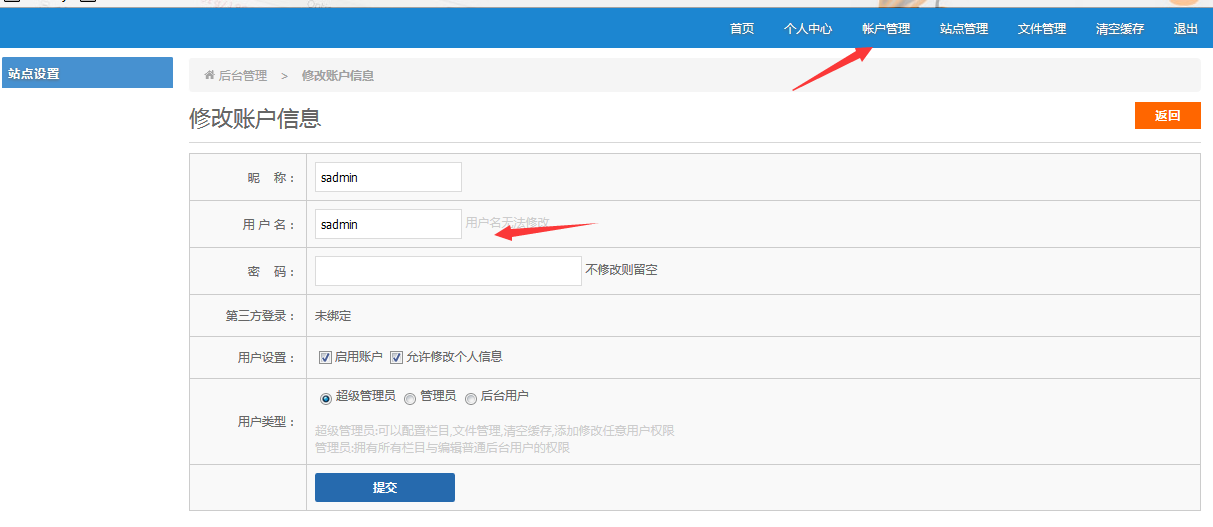 首页 个人中心 帐户管理 站点管理 文件管理 清空缓存 退出
站点设置
后台管理 > 修改账户信息
修改账户信息
返回
昵 称： sadmin
用 户 名： sadmin 用户名无法修改
密 码： 不修改则留空
第三方登录： 未绑定
用户设置： 启用账户 允许修改个人信息
用户类型： 超级管理员 管理员 后台用户
超级管理员:可以配置栏目,文件管理,清空缓存,添加修改任意用户权限
管理员:拥有所有栏目与编辑普通后台用户的权限
提交